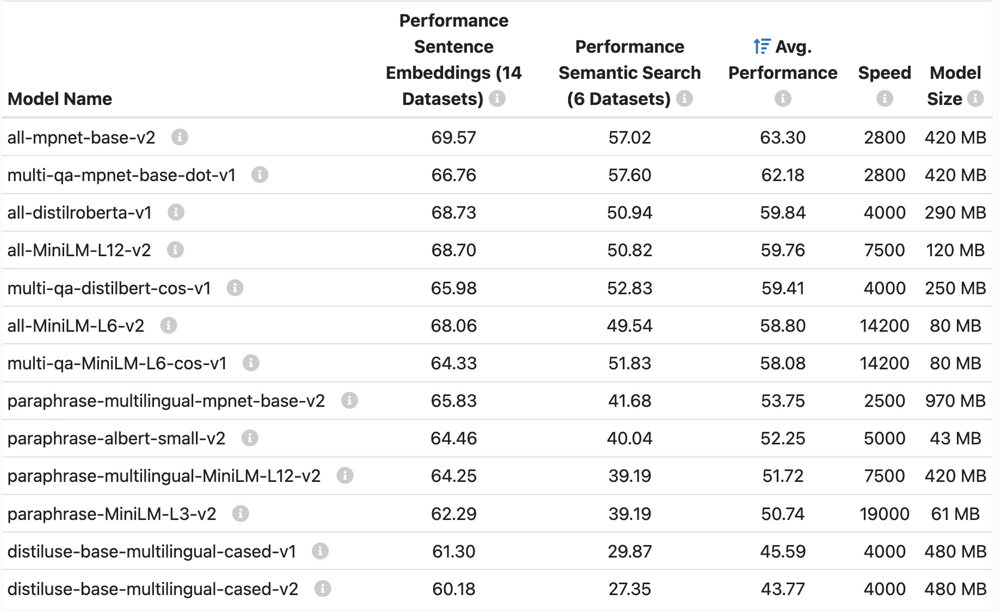 Model Name Performance Sentence Embeddings (14 Datasets) Performance Semantic Search (6 Datasets) Avg. Performance Speed Model Size
all-mpnet-base-v2 69.57 57.02 63.30 2800 420 MB
multi-qa-mpnet-base-dot-v1 66.76 57.60 62.18 2800 420 MB
all-distilroberta-v1 68.73 50.94 59.84 4000 290 MB
all-MiniLM-L12-v2 68.70 50.82 59.76 7500 120 MB
multi-qa-distilbert-cos-v1 65.98 52.83 59.41 4000 250 MB
all-MiniLM-L6-v2 68.06 49.54 58.80 14200 80 MB
multi-qa-MiniLM-L6-cos-v1 64.33 51.83 58.08 14200 80 MB
paraphrase-multilingual-mpnet-base-v2 65.83 41.68 53.75 2500 970 MB
paraphrase-albert-small-v2 64.46 40.04 52.25 5000 43 MB
paraphrase-multilingual-MiniLM-L12-v2 64.25 39.19 51.72 7500 420 MB
paraphrase-MiniLM-L3-v2 62.29 39.19 50.74 19000 61 MB
distiluse-base-multilingual-cased-v1 61.30 29.87 45.59 4000 480 MB
distiluse-base-multilingual-cased-v2 60.18 27.35 43.77 4000 480 MB